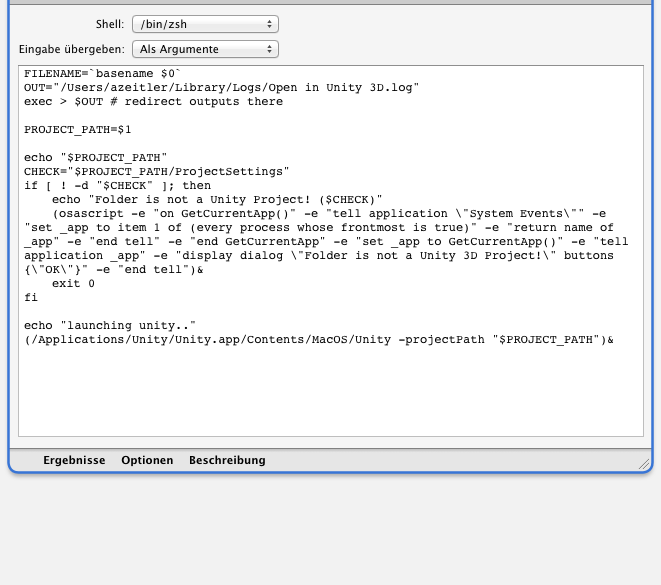 Shell: /bin/zsh
Eingabe übergeben: Als Argumente
FILENAME=`basename $0`
OUT="/Users/azeitler/Library/Logs/Open in Unity 3D.log"
exec > $OUT # redirect outputs there
PROJECT_PATH=$1
echo "$PROJECT_PATH"
CHECK="$PROJECT_PATH/ProjectSettings"
if [ ! -d "$CHECK" ]; then
    echo "Folder is not a Unity Project! ($CHECK)"
    (osascript -e "on GetCurrentApp()" -e "tell application \"System Events\"" -e
"set _app to item 1 of (every process whose frontmost is true)" -e "return name of
_app" -e "end tell" -e "end GetCurrentApp" -e "set _app to GetCurrentApp()" -e "tell
application _app" -e "display dialog \"Folder is not a Unity 3D Project!\" buttons
{\"OK\"}" -e "end tell")&
    exit 0
fi
echo "launching unity.."
(/Applications/Unity/Unity.app/Contents/MacOS/Unity -projectPath "$PROJECT_PATH")&
Ergebnisse Optionen Beschreibung